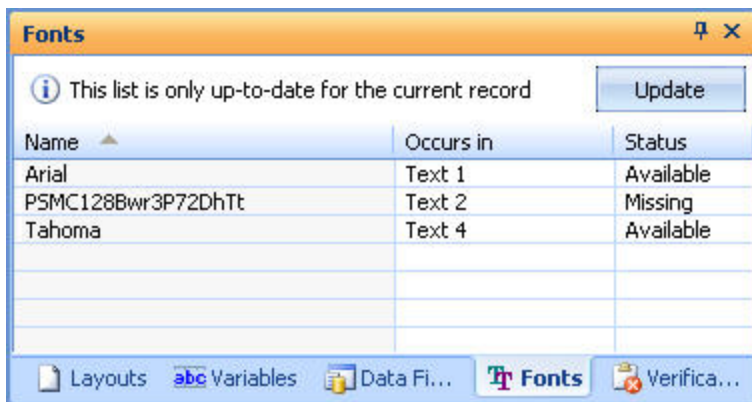 Fonts
This list is only up-to-date for the current record Update
Name Occurs in Status
Arial Text 1 Available
PSMC128Bwr3P72DhTt Text 2 Missing
Tahoma Text 4 Available
Layouts abc Variables Data Fi... Fonts Verifica...